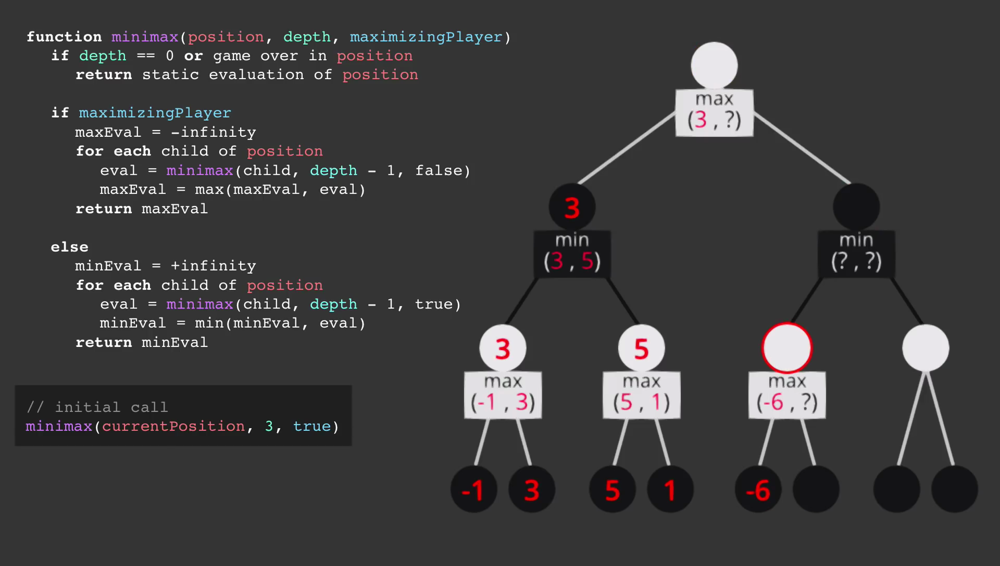 function minimax(position, depth, maximizingPlayer)
if depth == 0 or game over in position
return static evaluation of position
if maximizingPlayer
maxEval = -infinity
for each child of position
eval = minimax(child, depth - 1, false)
maxEval = max(maxEval, eval)
return maxEval
else
minEval = +infinity
for each child of position
eval = minimax(child, depth - 1, true)
minEval = min(minEval, eval)
return minEval
// initial call
minimax(currentPosition, 3, true)
max
(3 , ?)
3
min
(3 , 5)
min
(? , ?)
3
max
(-1 , 3)
5
max
(5 , 1)
max
(-6 , ?)
-1
3
5
1
-6